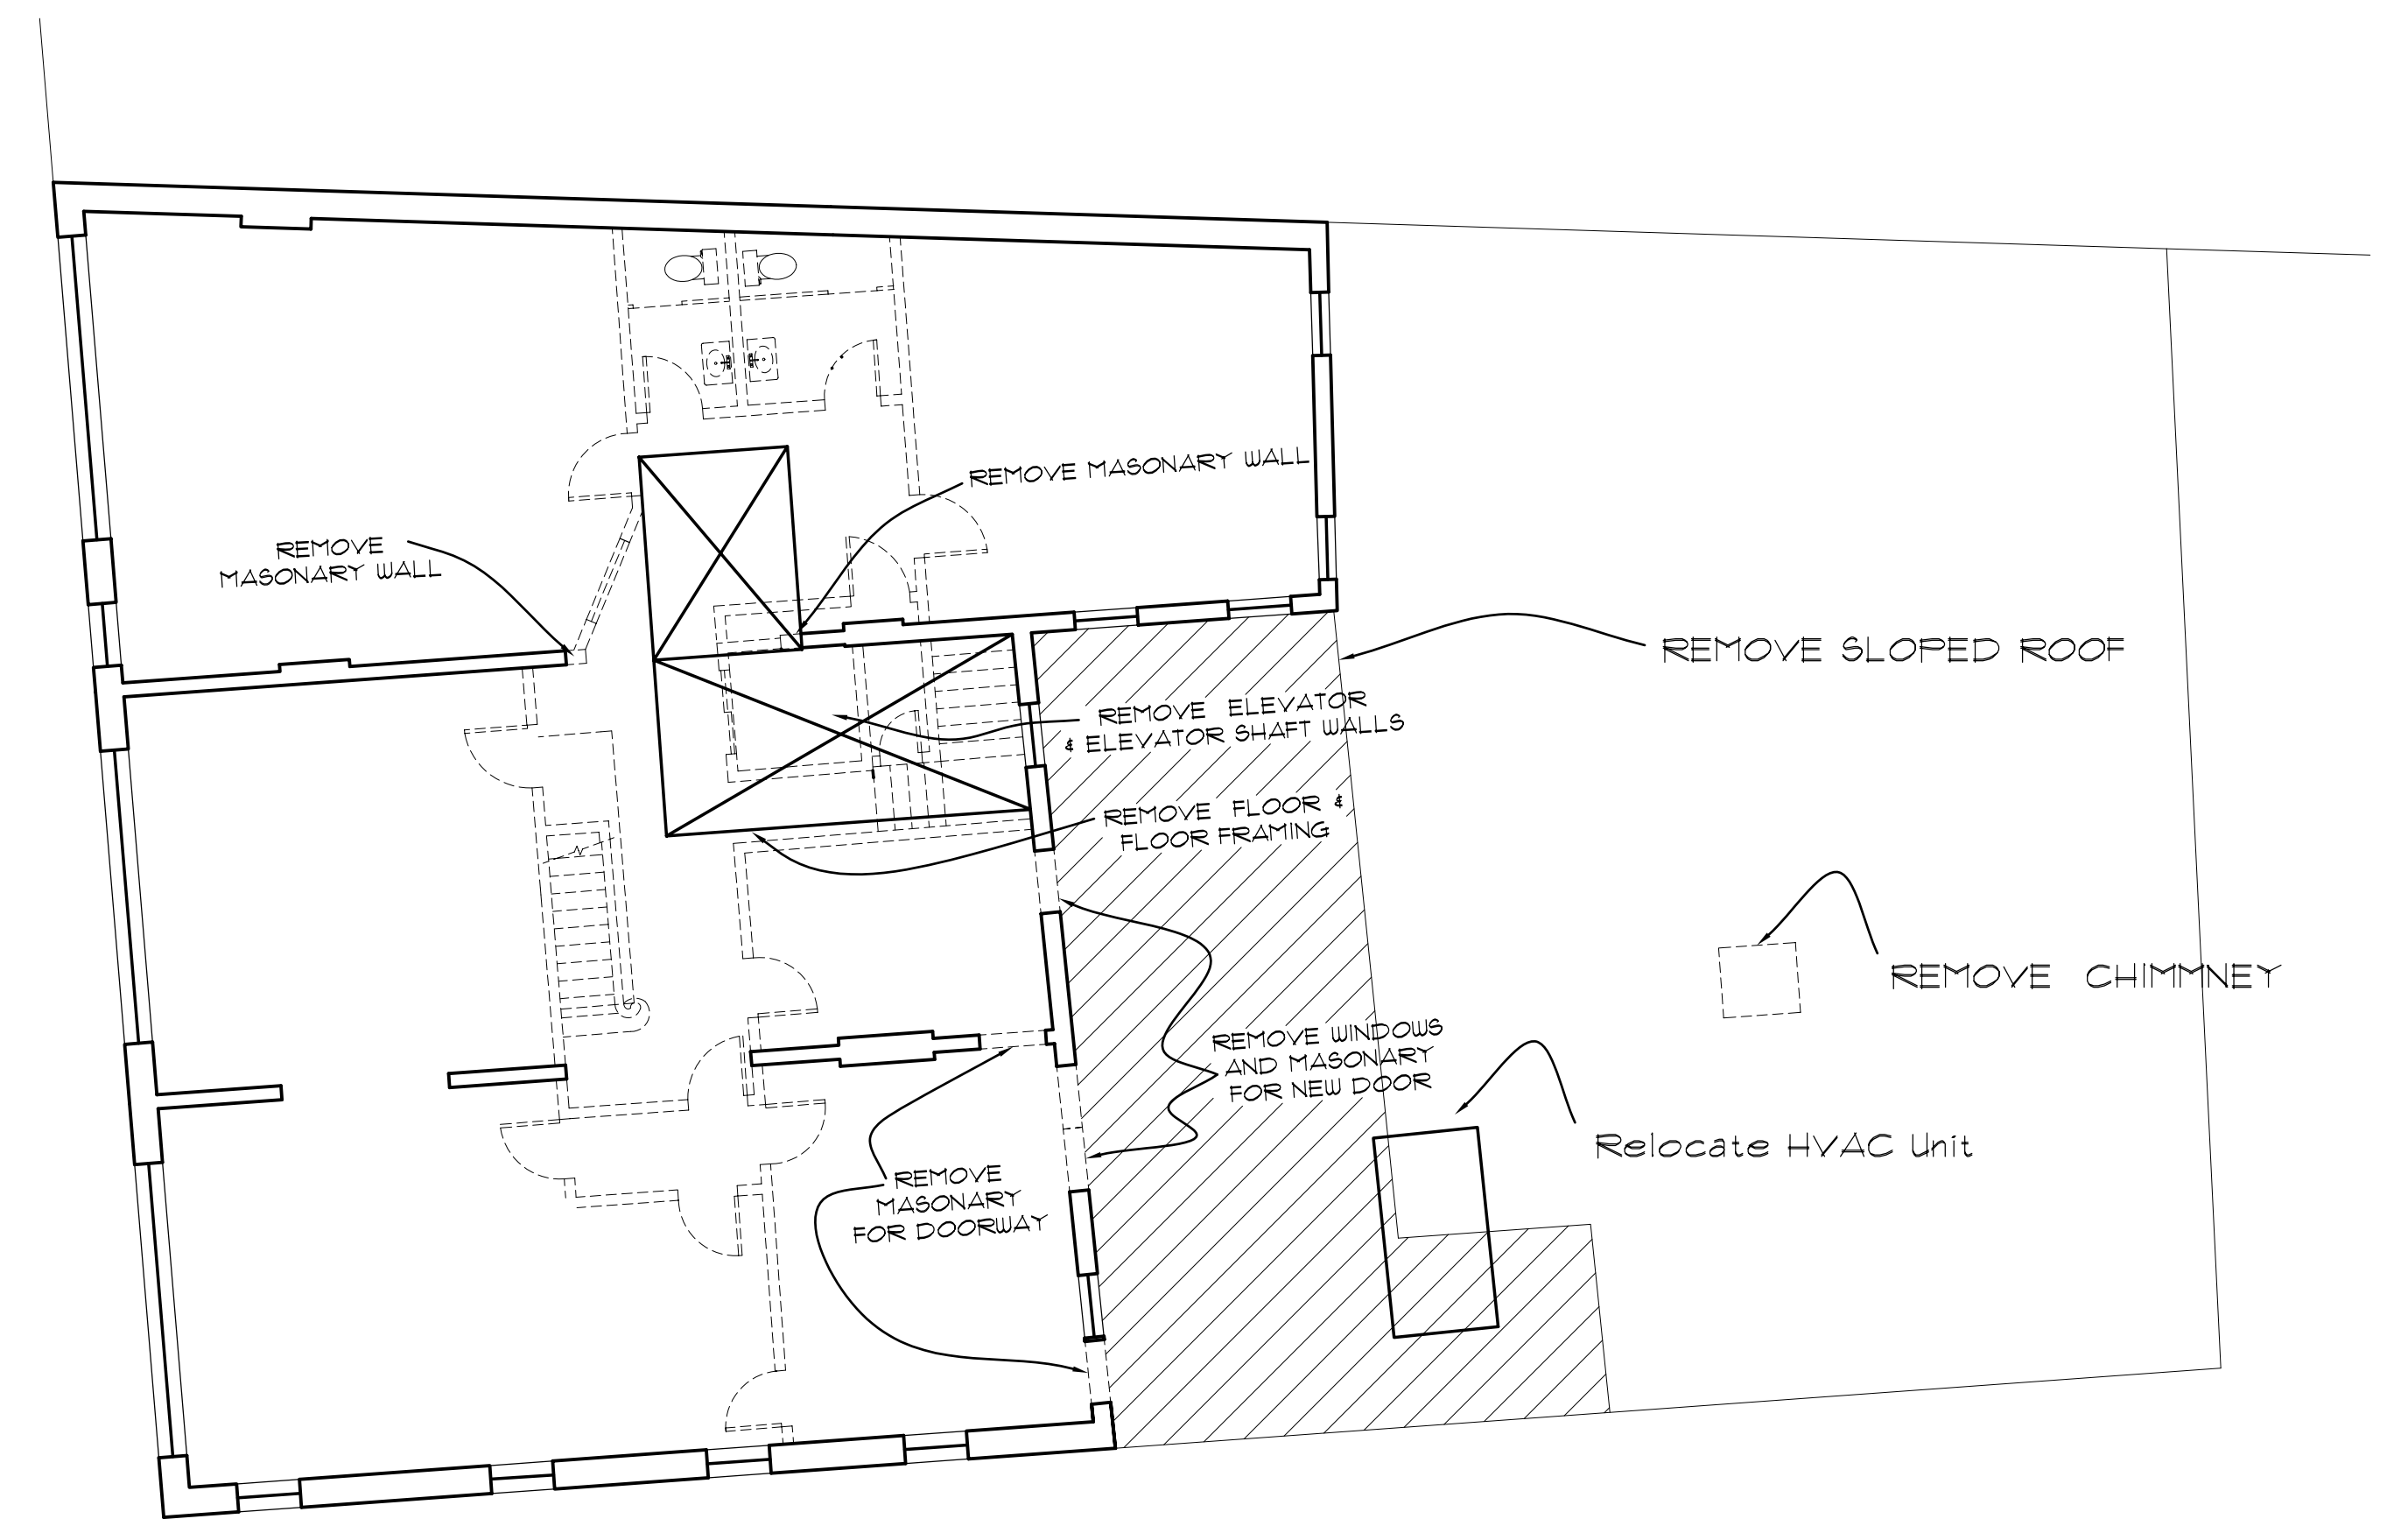 REMOVE MASONARY WALL
REMOVE
MASONARY WALL
REMOVE SLOPED ROOF
REMOVE ELEVATOR
& ELEVATOR SHAFT WALLS
REMOVE FLOOR &
FLOOR FRAMING
REMOVE CHIMMNEY
REMOVE WINDOWS
AND MASONARY
FOR NEW DOOR
Relocate HVAC Unit
REMOVE
MASONARY
FOR DOORWAY